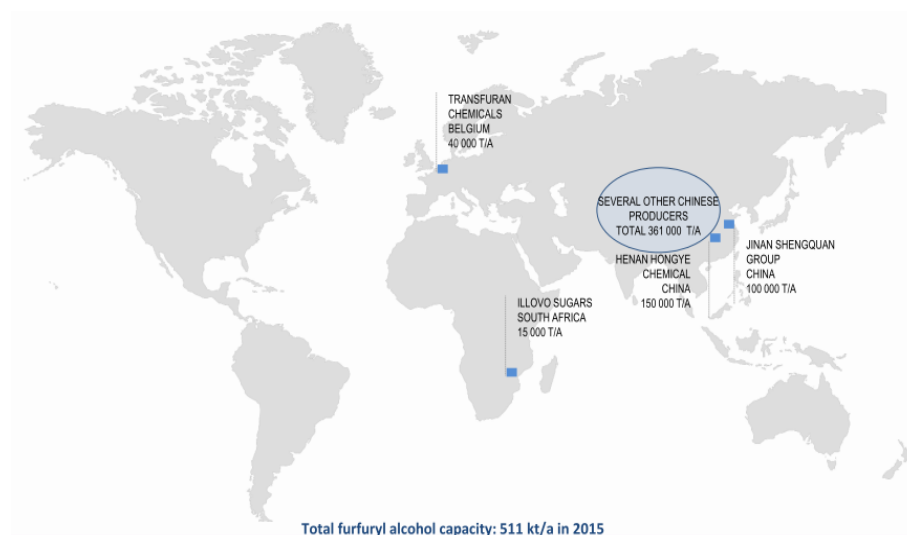 TRANSFURAN
CHEMICALS
BELGIUM
40 000 T/A
SEVERAL OTHER CHINESE
PRODUCERS
TOTAL 361 000 T/A
HENAN HONGYE
CHEMICAL
CHINA
150 000 T/A
JINAN SHENGQUAN
GROUP
CHINA
100 000 T/A
ILLOVO SUGARS
SOUTH AFRICA
15 000 T/A
Total furfuryl alcohol capacity: 511 kt/a in 2015